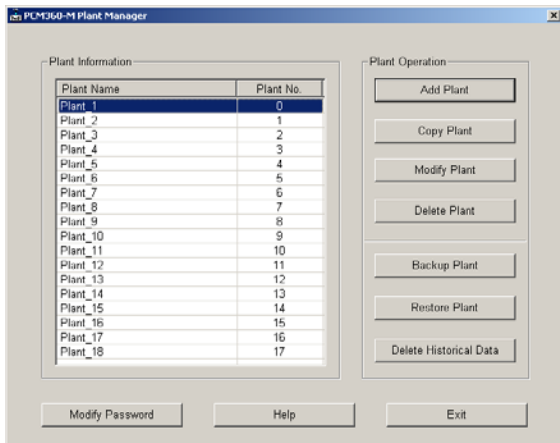 PCM360-M Plant Manager
Plant Information
Plant Name Plant No.
Plant_1 0
Plant_2 1
Plant_3 2
Plant_4 3
Plant_5 4
Plant_6 5
Plant_7 6
Plant_8 7
Plant_9 8
Plant_10 9
Plant_11 10
Plant_12 11
Plant_13 12
Plant_14 13
Plant_15 14
Plant_16 15
Plant_17 16
Plant_18 17
Plant Operation
Add Plant
Copy Plant
Modify Plant
Delete Plant
Backup Plant
Restore Plant
Delete Historical Data
Modify Password
Help
Exit